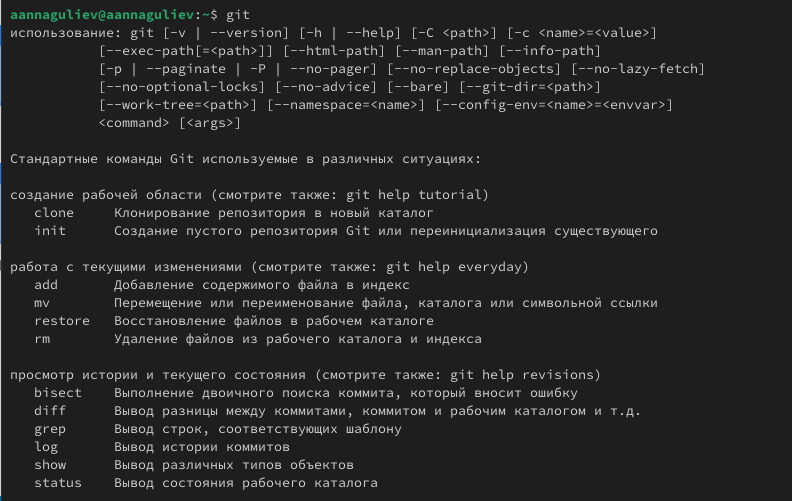 aannaguliev@aannaguliev:~$ git
использование: git [-v | --version] [-h | --help] [-C <path>] [-c <name>=<value>]
[--exec-path[=<path>]] [--html-path] [--man-path] [--info-path]
[-p | --paginate | -P | --no-pager] [--no-replace-objects] [--no-lazy-fetch]
[--no-optional-locks] [--no-advice] [--bare] [--git-dir=<path>]
[--work-tree=<path>] [--namespace=<name>] [--config-env=<name>=<envvar>]
<command> [<args>]
Стандартные команды Git используемые в различных ситуациях:
создание рабочей области (смотрите также: git help tutorial)
clone Клонирование репозитория в новый каталог
init Создание пустого репозитория Git или переинициализация существующего
работа с текущими изменениями (смотрите также: git help everyday)
add Добавление содержимого файла в индекс
mv Перемещение или переименование файла, каталога или символьной ссылки
restore Восстановление файлов в рабочем каталоге
rm Удаление файлов из рабочего каталога и индекса
просмотр истории и текущего состояния (смотрите также: git help revisions)
bisect Выполнение двоичного поиска коммита, который вносит ошибку
diff Вывод разницы между коммитами, коммитом и рабочим каталогом и т.д.
grep Вывод строк, соответствующих шаблону
log Вывод истории коммитов
show Вывод различных типов объектов
status Вывод состояния рабочего каталога